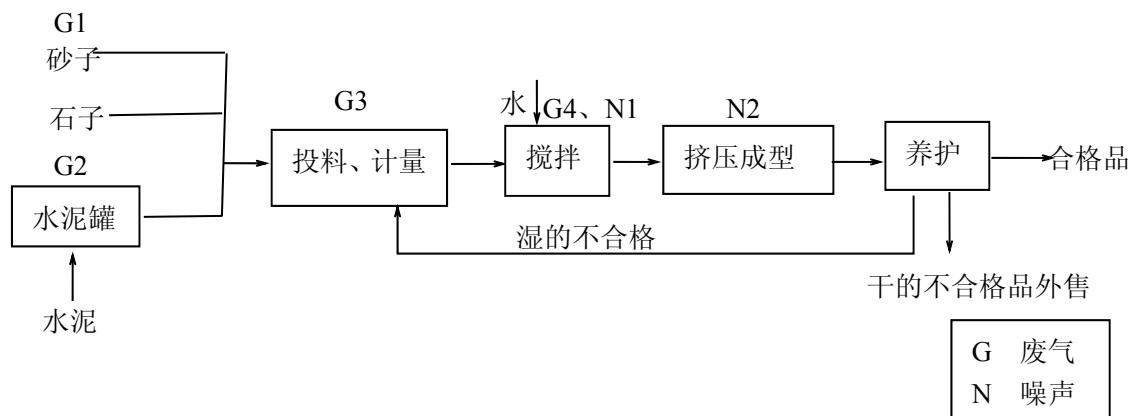 G1
砂子
石子
G2
水泥罐
水泥
G3
投料、计量
水
G4、N1
搅拌
N2
挤压成型
养护
合格品
湿的不合格
干的不合格品外售
G 废气
N 噪声